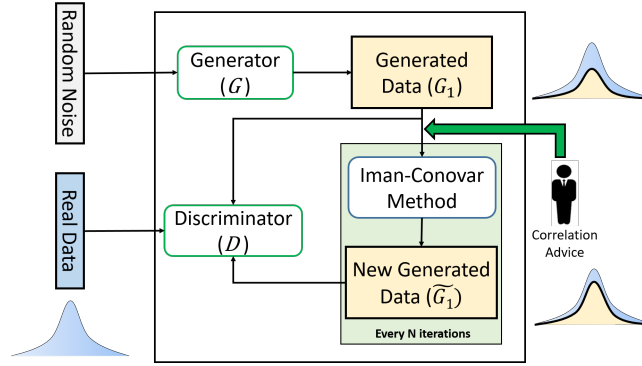 Random Noise
Generator
(G)
Generated
Data (G₁)
Iman-Conovar
Method
Real Data
Discriminator
(D)
Correlation
Advice
New Generated
Data (G̃₁)
Every N iterations